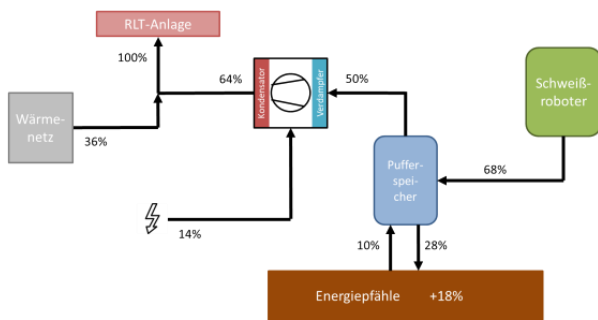 RLT-Anlage
100%
64%
Kondensator
Verdampfer
50%
Schweiß-
roboter
Wärme-
netz
36%
Puffer-
spei-
cher
68%
14%
10%
28%
Energiepfähle +18%